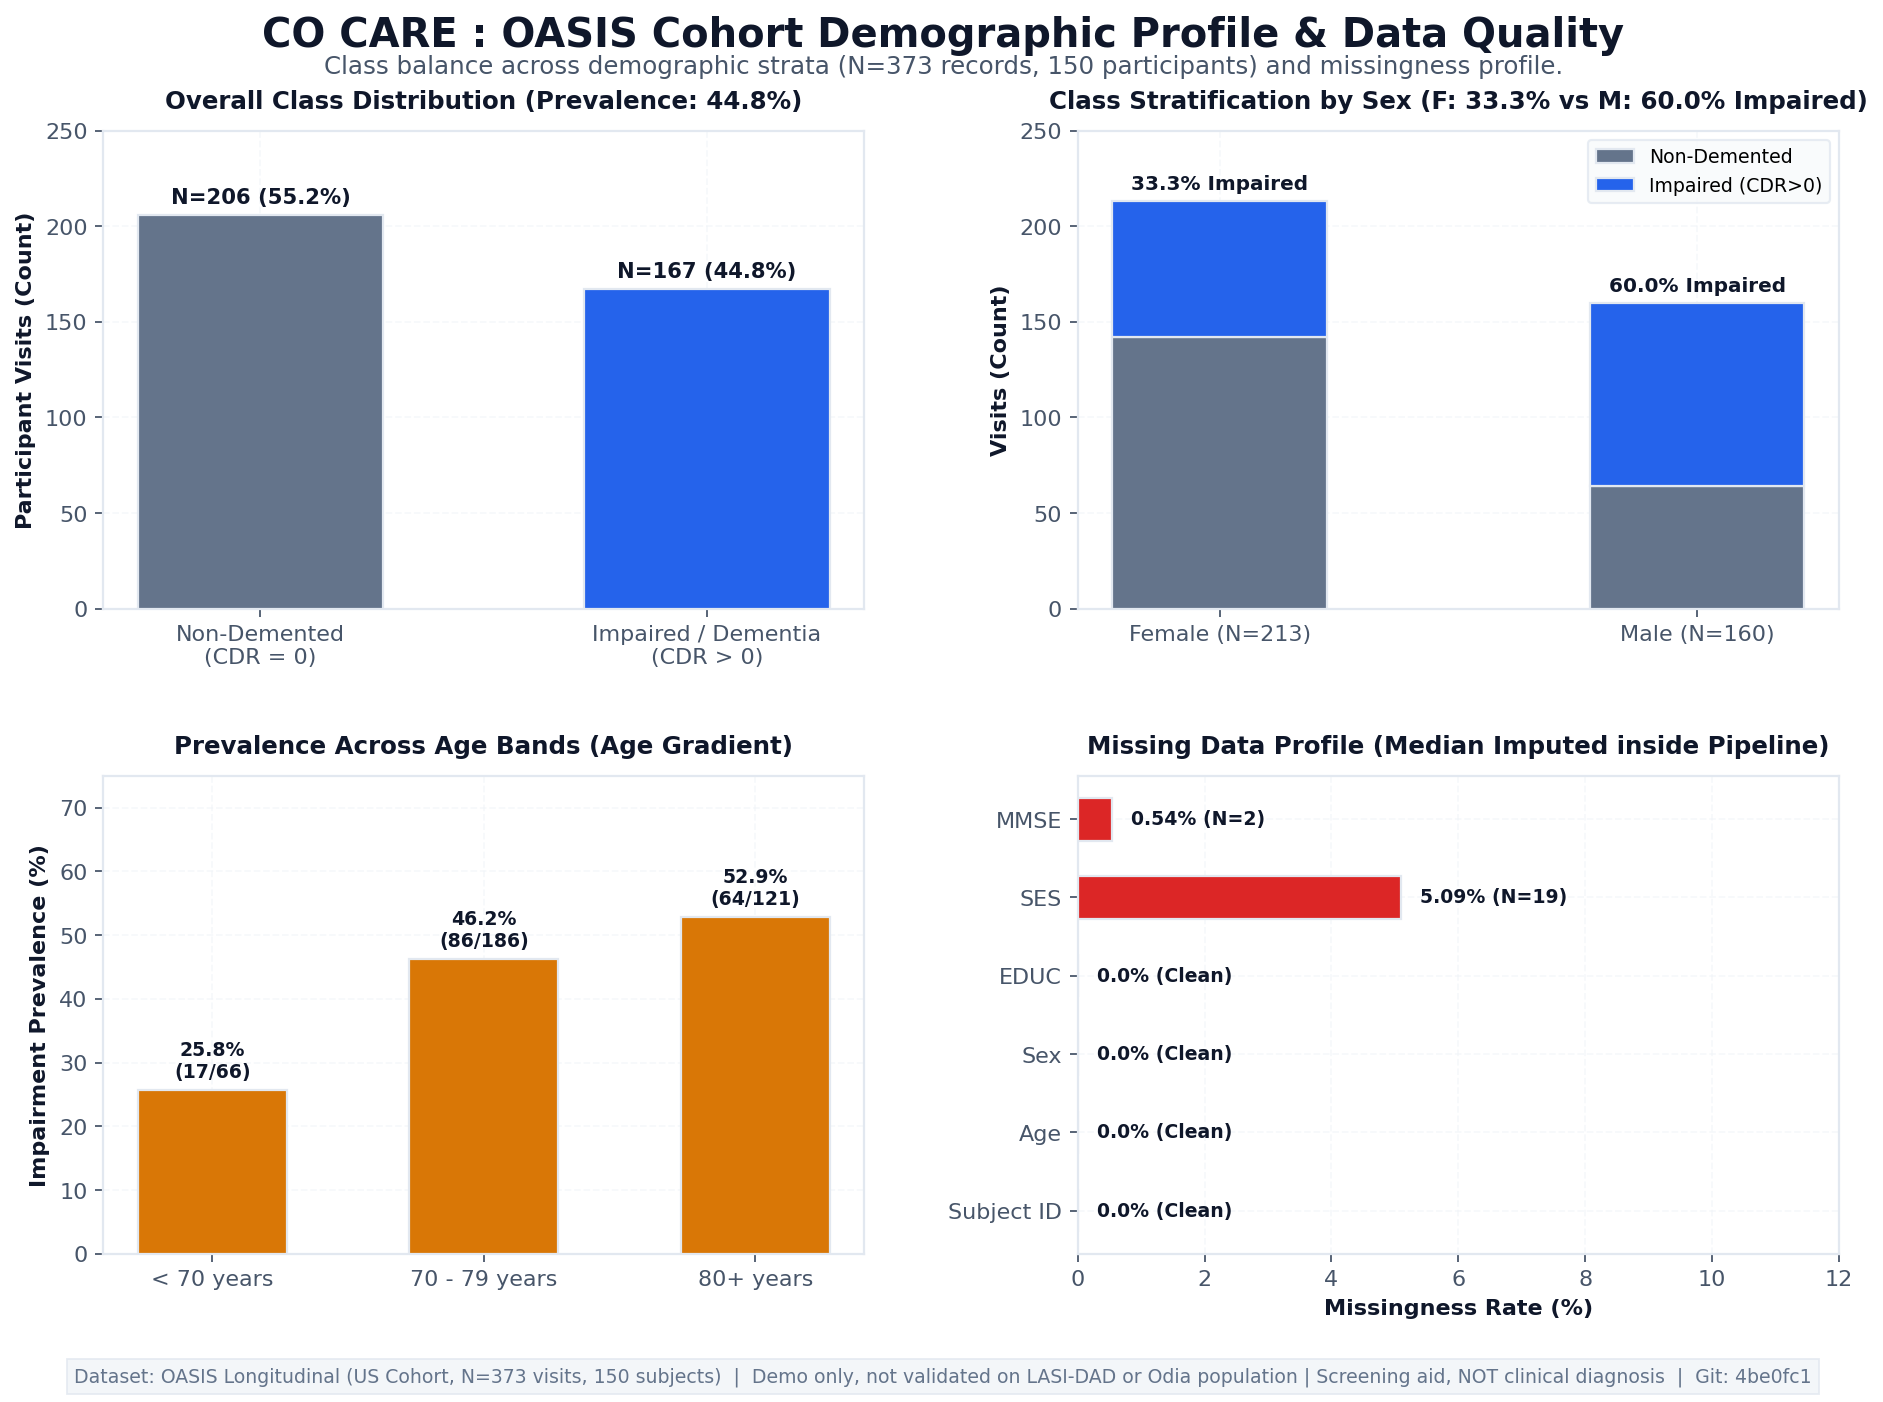 CO CARE : OASIS Cohort Demographic Profile & Data Quality
Class balance across demographic strata (N=373 records, 150 participants) and missingness profile.
Overall Class Distribution (Prevalence: 44.8%)
Participant Visits (Count)
250
200
150
100
50
0
N=206 (55.2%)
N=167 (44.8%)
Non-Demented
(CDR = 0)
Impaired / Dementia
(CDR > 0)
Class Stratification by Sex (F: 33.3% vs M: 60.0% Impaired)
Visits (Count)
250
200
150
100
50
0
Non-Demented
Impaired (CDR>0)
33.3% Impaired
60.0% Impaired
Female (N=213)
Male (N=160)
Prevalence Across Age Bands (Age Gradient)
Impairment Prevalence (%)
70
60
50
40
30
20
10
0
25.8%
(17/66)
46.2%
(86/186)
52.9%
(64/121)
< 70 years
70 - 79 years
80+ years
Missing Data Profile (Median Imputed inside Pipeline)
MMSE
0.54% (N=2)
SES
5.09% (N=19)
EDUC
0.0% (Clean)
Sex
0.0% (Clean)
Age
0.0% (Clean)
Subject ID
0.0% (Clean)
0
2
4
6
8
10
12
Missingness Rate (%)
Dataset: OASIS Longitudinal (US Cohort, N=373 visits, 150 subjects) | Demo only, not validated on LASI-DAD or Odia population | Screening aid, NOT clinical diagnosis | Git: 4be0fc1